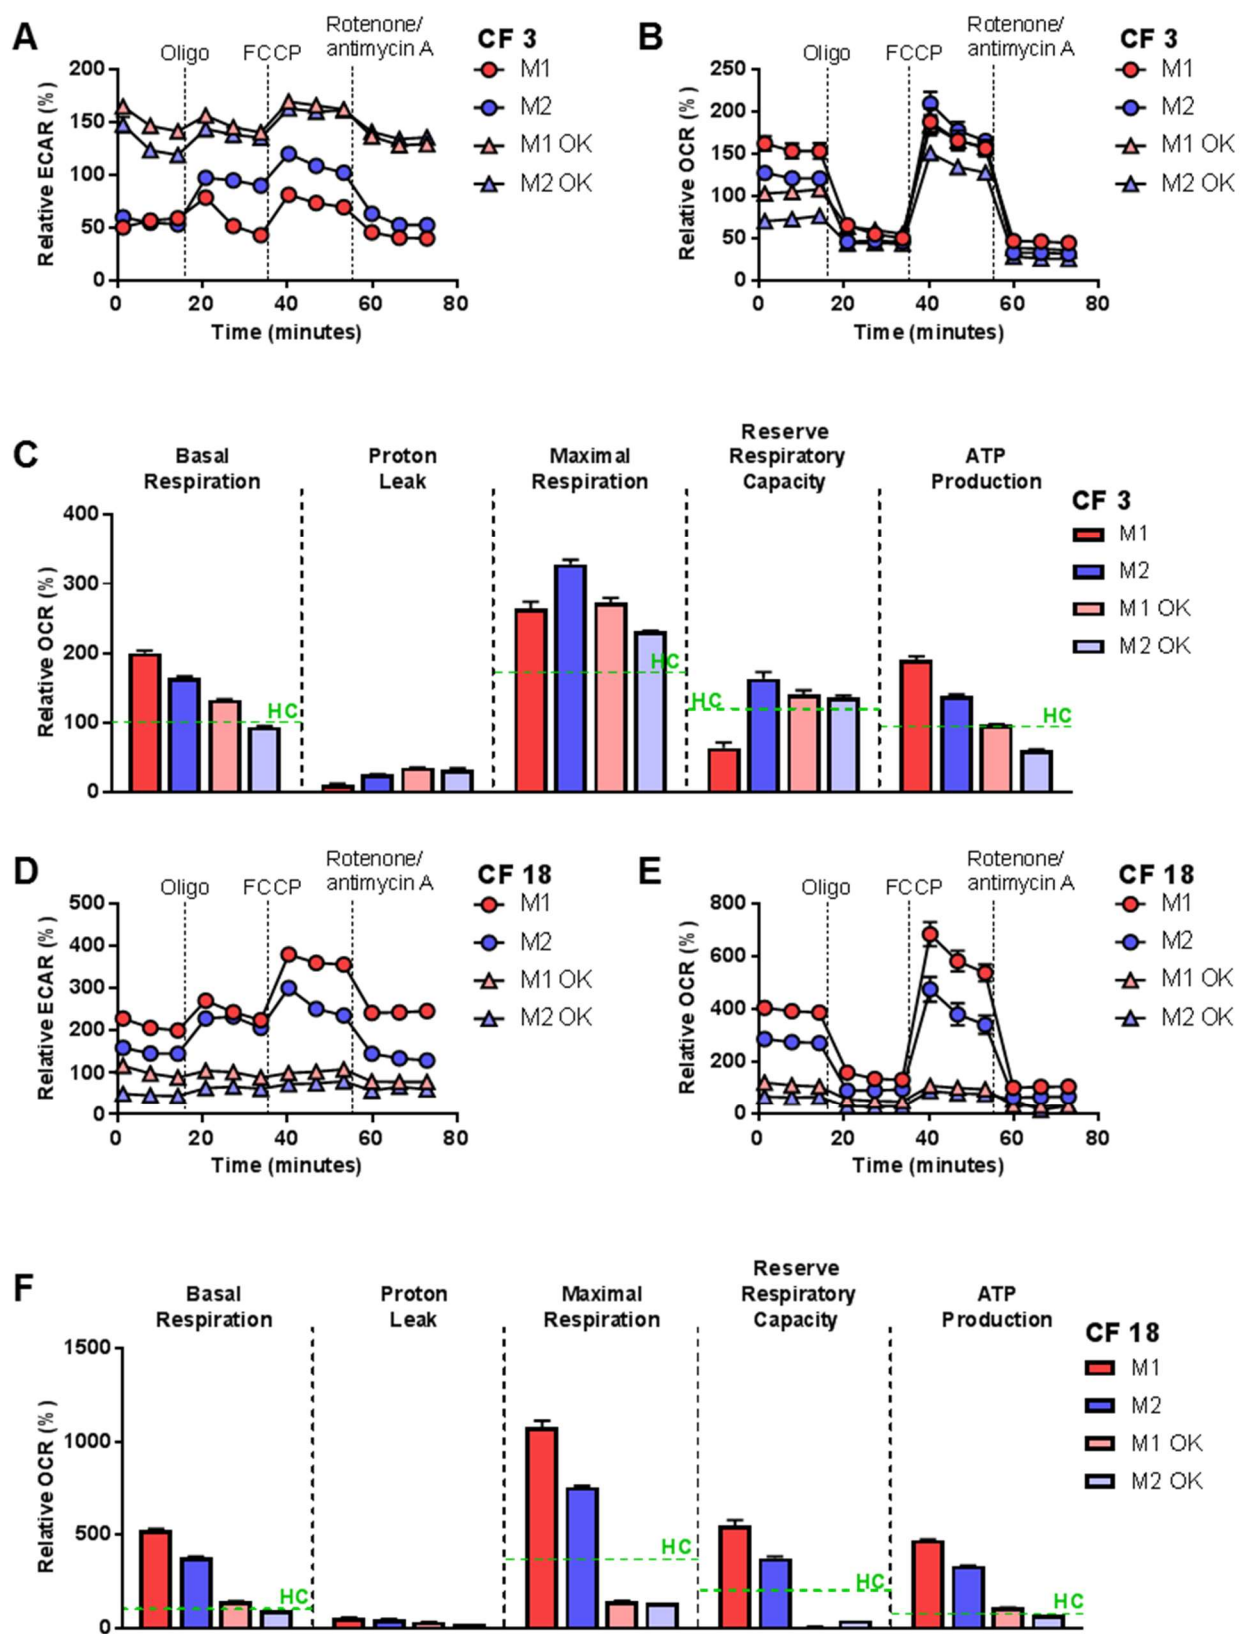 A
Relative ECAR (%)
200
150
100
50
0
0 20 40 60 80
Time (minutes)
Oligo
FCCP
Rotenone/
antimycin A
CF 3
M1
M2
M1 OK
M2 OK
B
Relative OCR (%)
250
200
150
100
50
0
0 20 40 60 80
Time (minutes)
Oligo
FCCP
Rotenone/
antimycin A
CF 3
M1
M2
M1 OK
M2 OK
C
Basal
Respiration
Proton
Leak
Maximal
Respiration
Reserve
Respiratory
Capacity
ATP
Production
Relative OCR (%)
400
300
200
100
0
HC
HC
HC
HC
CF 3
M1
M2
M1 OK
M2 OK
D
Relative ECAR (%)
500
400
300
200
100
0
0 20 40 60 80
Time (minutes)
Oligo
FCCP
Rotenone/
antimycin A
CF 18
M1
M2
M1 OK
M2 OK
E
Relative OCR (%)
800
600
400
200
0
0 20 40 60 80
Time (minutes)
Oligo
FCCP
Rotenone/
antimycin A
CF 18
M1
M2
M1 OK
M2 OK
F
Basal
Respiration
Proton
Leak
Maximal
Respiration
Reserve
Respiratory
Capacity
ATP
Production
Relative OCR (%)
1500
1000
500
0
HC
HC
HC
HC
CF 18
M1
M2
M1 OK
M2 OK